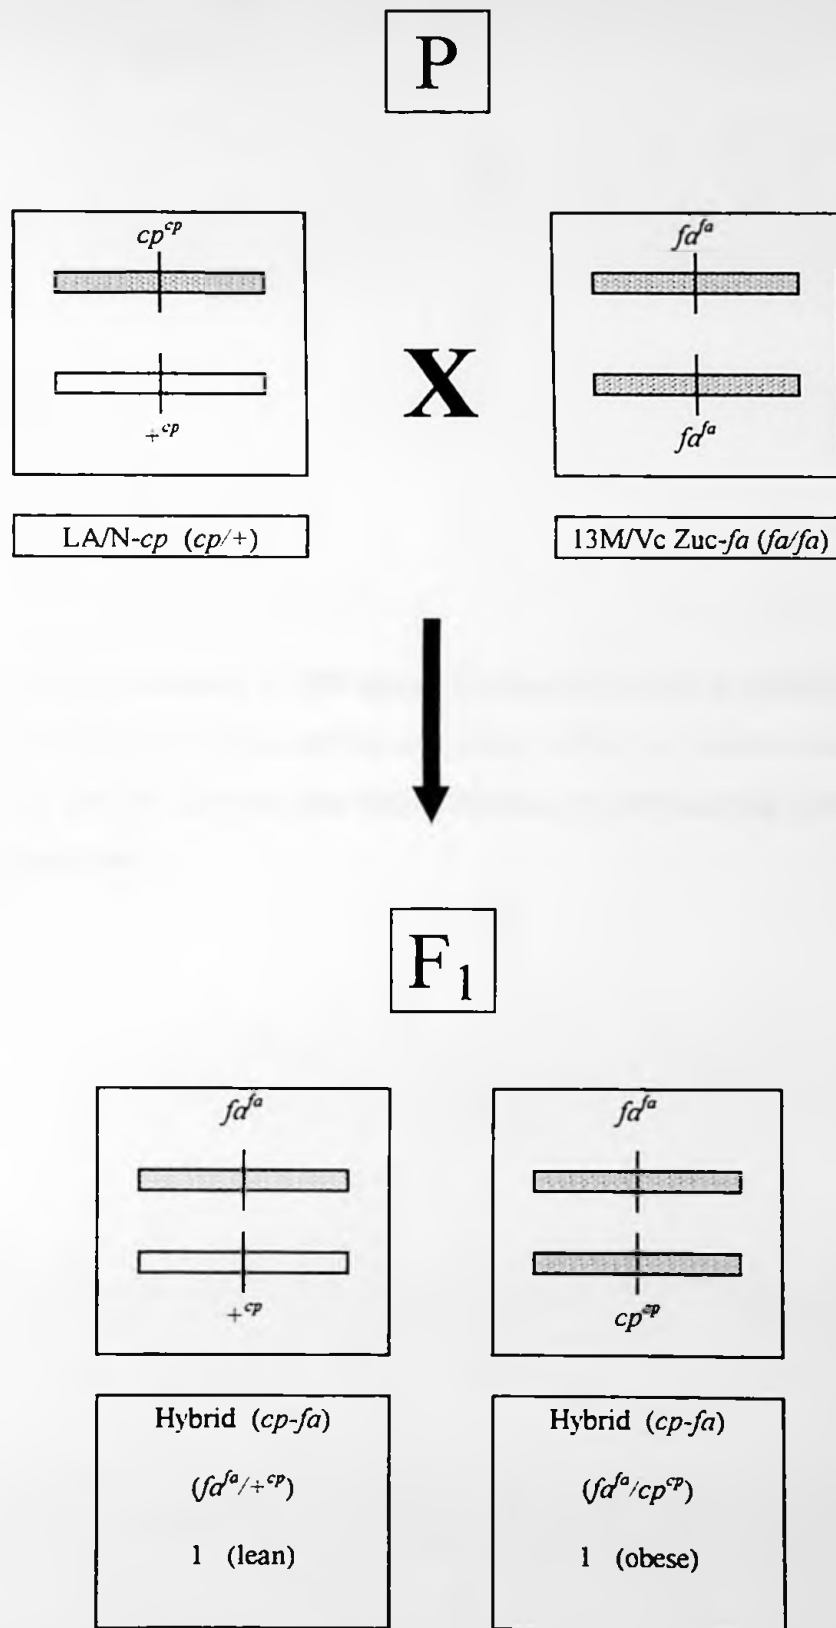 P
cp^cp
+^cp
LA/N-cp (cp/+)
X
fa^fa
fa^fa
13M/Vc Zuc-fa (fa/fa)
F₁
fa^fa
+^cp
Hybrid (cp-fa)
(fa^fa/+^cp)
1 (lean)
fa^fa
cp^cp
Hybrid (cp-fa)
(fa^fa/cp^cp)
1 (obese)